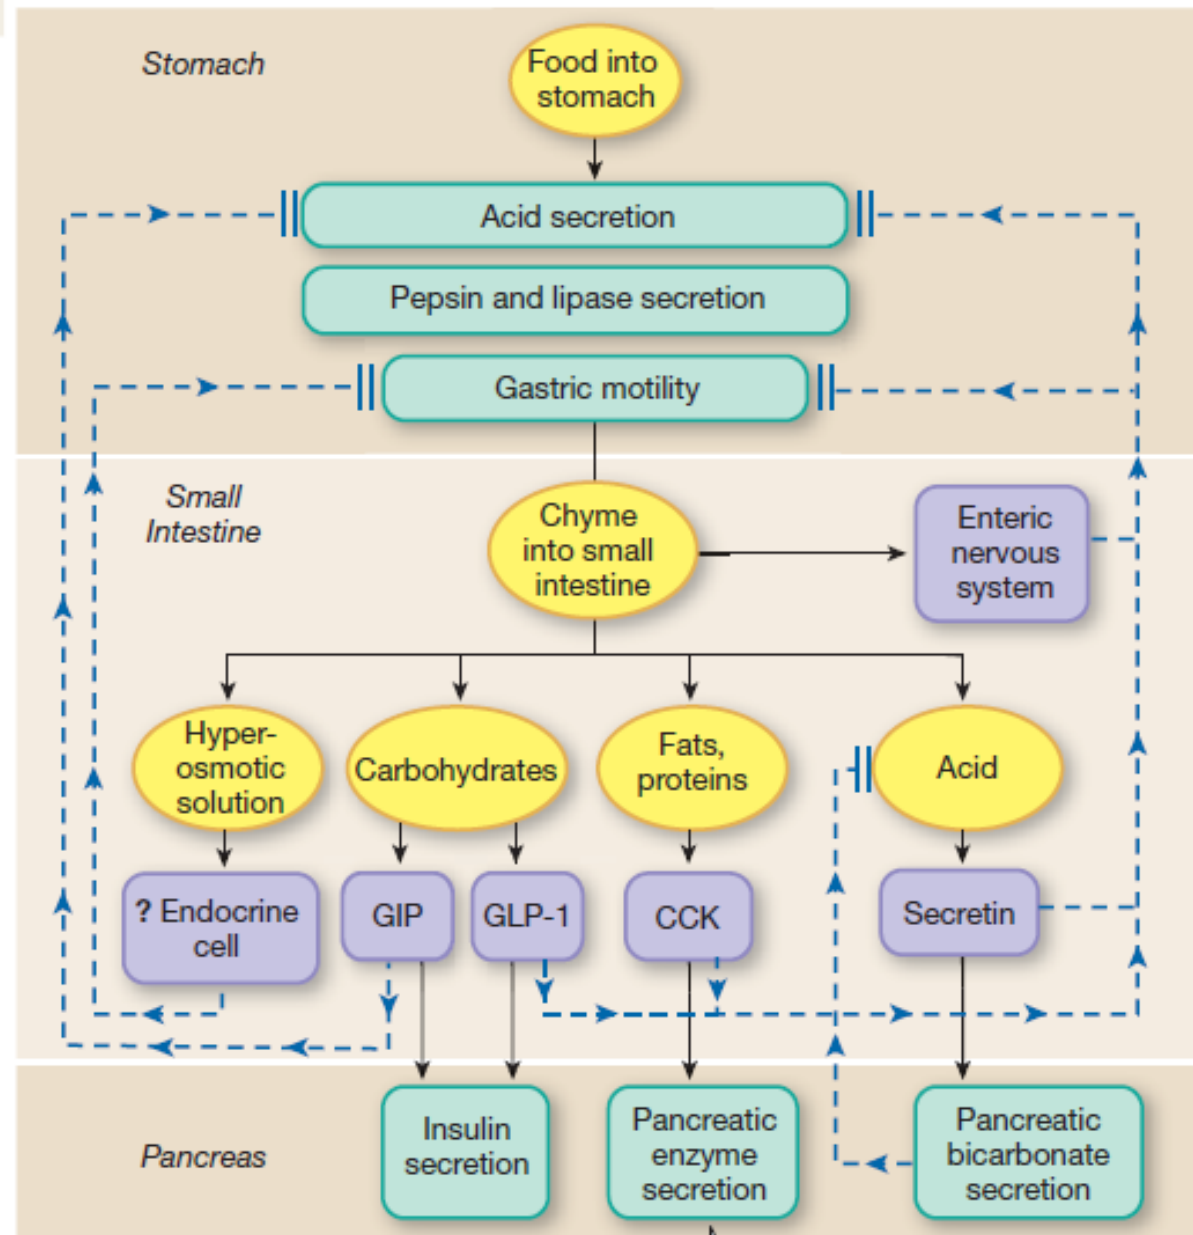 Stomach
Food into
stomach
Acid secretion
Pepsin and lipase secretion
Gastric motility
Small
Intestine
Chyme
into small
intestine
Enteric
nervous
system
Hyper-
osmotic
solution
Carbohydrates
Fats,
proteins
Acid
? Endocrine
cell
GIP
GLP-1
CCK
Secretin
Pancreas
Insulin
secretion
Pancreatic
enzyme
secretion
Pancreatic
bicarbonate
secretion